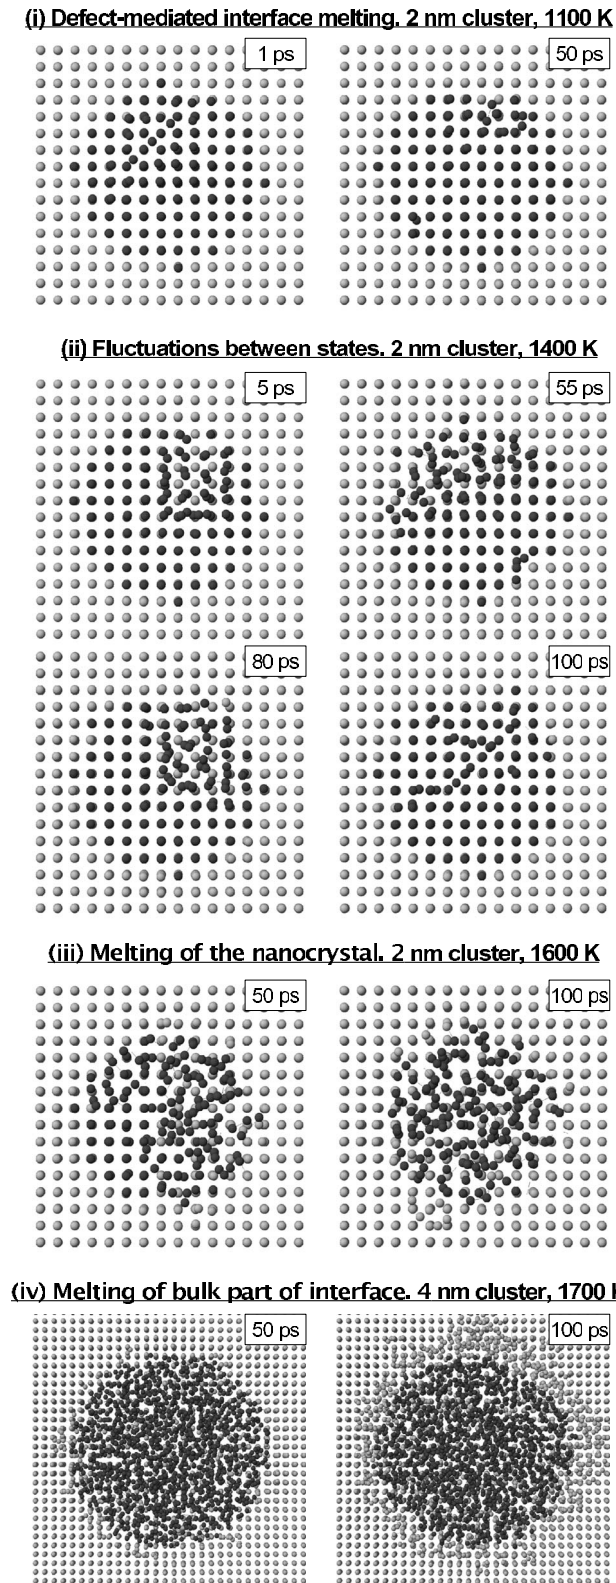 (i) Defect-mediated interface melting. 2 nm cluster, 1100 K
1 ps
50 ps
(ii) Fluctuations between states. 2 nm cluster, 1400 K
5 ps
55 ps
80 ps
100 ps
(iii) Melting of the nanocrystal. 2 nm cluster, 1600 K
50 ps
100 ps
(iv) Melting of bulk part of interface. 4 nm cluster, 1700 K
50 ps
100 ps